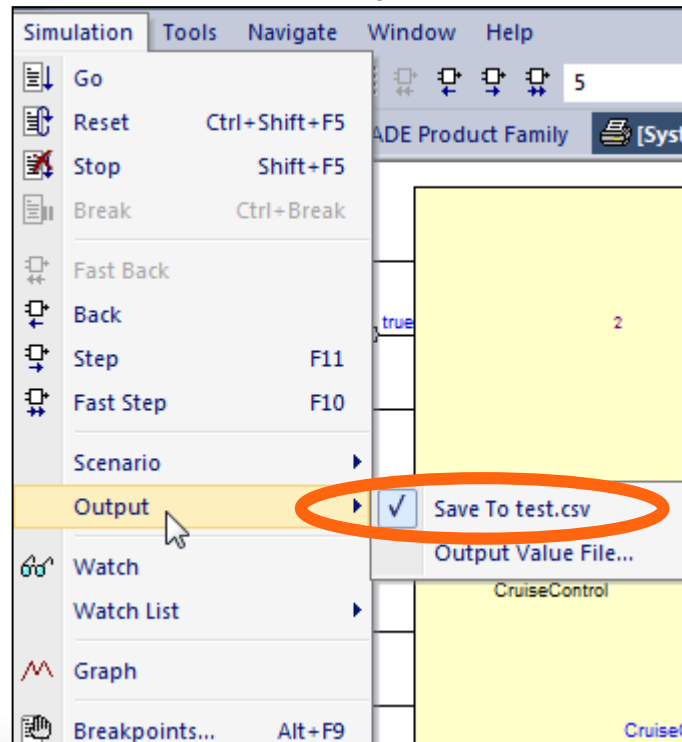 Simulation Tools Navigate Window Help
Go
5
Reset Ctrl+Shift+F5
ADE Product Family [Syst
Stop Shift+F5
Break Ctrl+Break
Fast Back
Back
true
2
Step F11
Fast Step F10
Scenario
Output
Save To test.csv
Output Value File...
Watch
CruiseControl
Watch List
Graph
Breakpoints... Alt+F9
Cruise